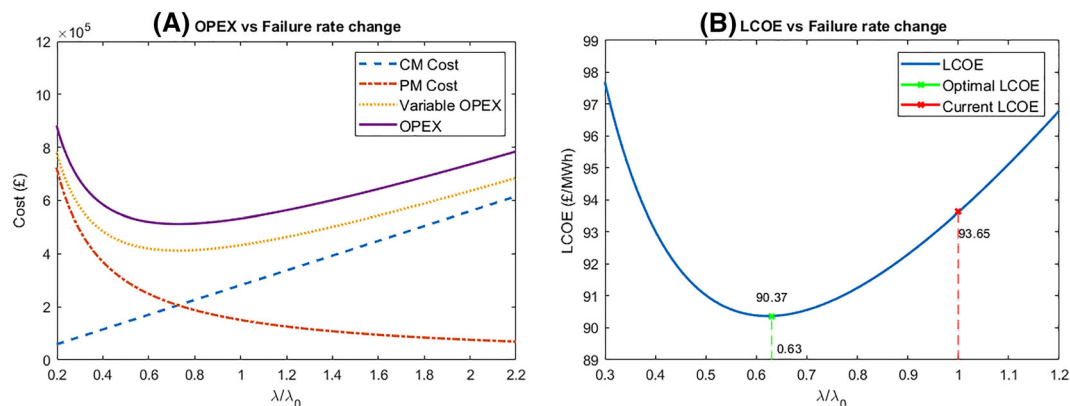 (A) OPEX vs Failure rate change
× 10⁵
12
10
8
6
4
2
0
Cost (£)
CM Cost
PM Cost
Variable OPEX
OPEX
0.2 0.4 0.6 0.8 1 1.2 1.4 1.6 1.8 2 2.2
λ/λ₀
(B) LCOE vs Failure rate change
99
98
97
96
95
94
93
92
91
90
89
LCOE (£/MWh)
LCOE
Optimal LCOE
Current LCOE
93.65
90.37
0.63
0.3 0.4 0.5 0.6 0.7 0.8 0.9 1 1.1 1.2
λ/λ₀